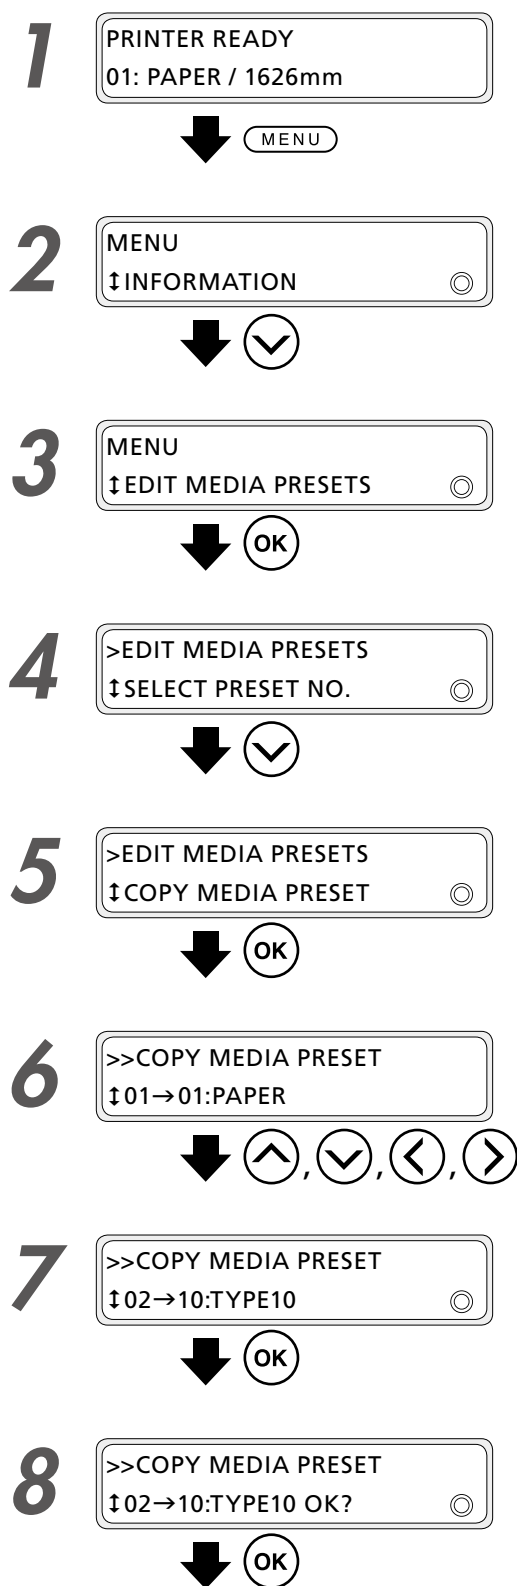 1
PRINTER READY
01: PAPER / 1626mm
MENU
2
MENU
↕INFORMATION
3
MENU
↕EDIT MEDIA PRESETS
OK
4
>EDIT MEDIA PRESETS
↕SELECT PRESET NO.
5
>EDIT MEDIA PRESETS
↕COPY MEDIA PRESET
OK
6
>>COPY MEDIA PRESET
↕01→01:PAPER
, , ,
7
>>COPY MEDIA PRESET
↕02→10:TYPE10
OK
8
>>COPY MEDIA PRESET
↕02→10:TYPE10 OK?
OK